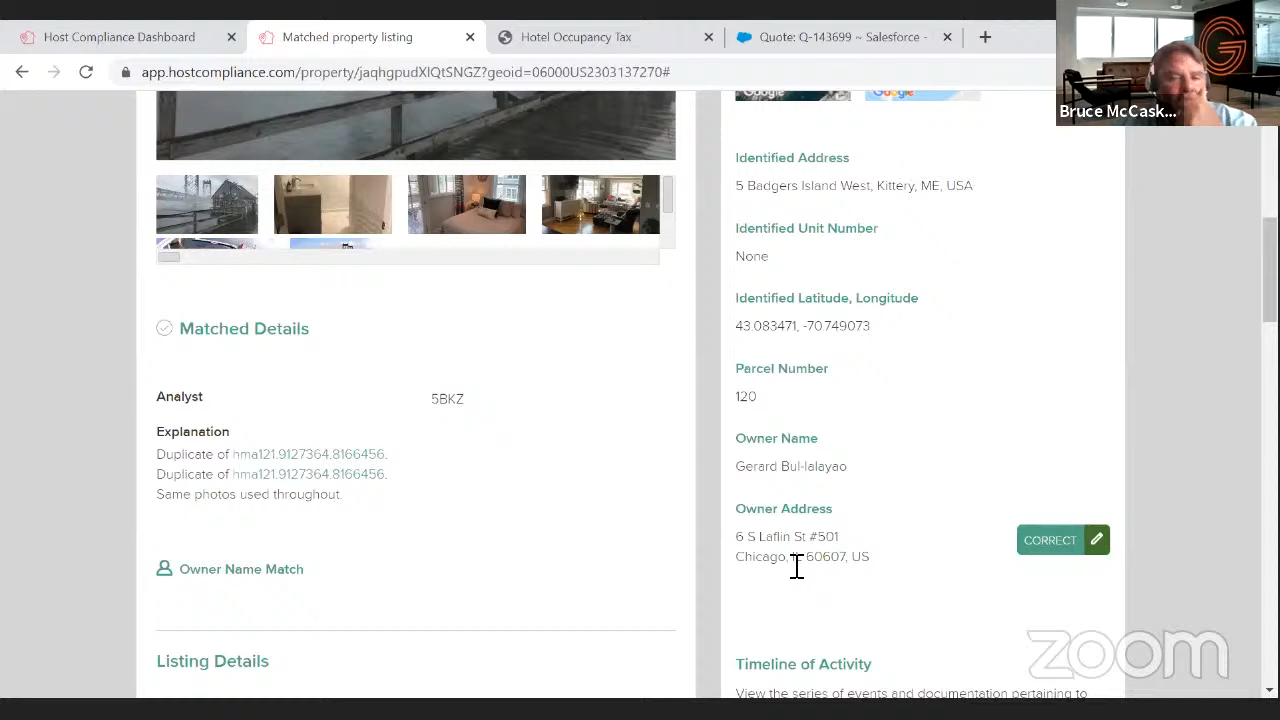 Host Compliance Dashboard
Matched property listing
Hotel Occupancy Tax
Quote: Q-143699 ~ Salesforce -
app.hostcompliance.com/property/jaqhgpudXIQtSNGZ?geoid=06000US2303137270#
Bruce McCask...
Google
Google
Identified Address
5 Badgers Island West, Kittery, ME, USA
Identified Unit Number
None
Identified Latitude, Longitude
43.083471, -70.749073
Parcel Number
120
Owner Name
Gerard Bul-lalayao
Owner Address
6 S Laflin St #501
Chicago, IL 60607, US
CORRECT
Matched Details
Analyst
5BKZ
Explanation
Duplicate of hma121.9127364.8166456.
Duplicate of hma121.9127364.8166456.
Same photos used throughout.
Owner Name Match
Listing Details
Timeline of Activity
View the series of events and documentation pertaining to
zoom